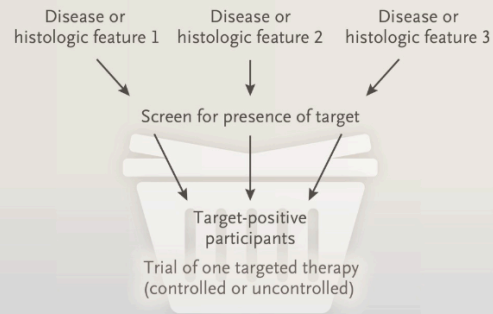 Disease or
histologic feature 1
Disease or
histologic feature 2
Disease or
histologic feature 3
Screen for presence of target
Target-positive
participants
Trial of one targeted therapy
(controlled or uncontrolled)